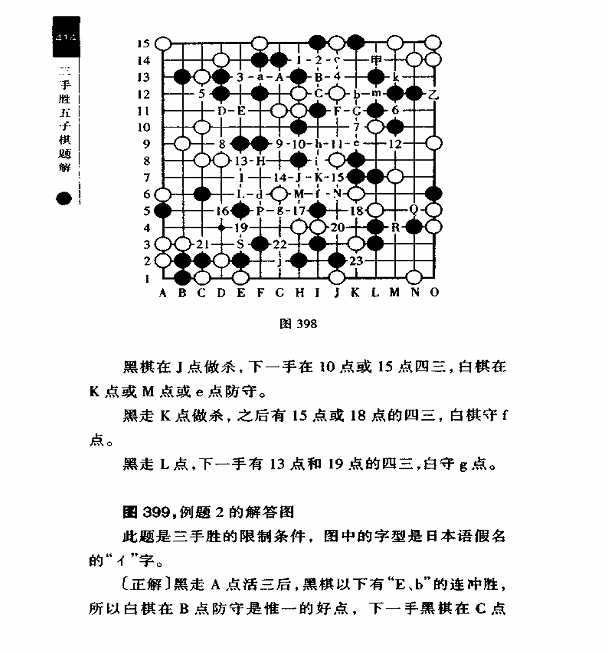 三手胜五子棋题解
15
14 1 2 c 甲
13 3 a A B 4 k
12 5 C b m 乙
11 D E F G 6
10 7
9 8 9 10 h 11 e 12
8 13 H i
7 I 14 J K 15
6 L d M f N
5 16 P g 17 18 Q
4 19 20 R
3 21 S 22
2 j 23
1
A B C D E F G H I J K L M N O
图 398
黑棋在 J 点做杀，下一手在 10 点或 15 点四三，白棋在
K 点或 M 点或 e 点防守。
黑走 K 点做杀，之后有 15 点或 18 点的四三，白棋守 f
点。
黑走 L 点，下一手有 13 点和 19 点的四三，白守 g 点。
图 399，例题 2 的解答图
此题是三手胜的限制条件，图中的字型是日本语假名
的“イ”字。
〔正解〕黑走 A 点活三后，黑棋以下有“E、b”的连冲胜，
所以白棋在 B 点防守是惟一的好点，下一手黑棋在 C 点